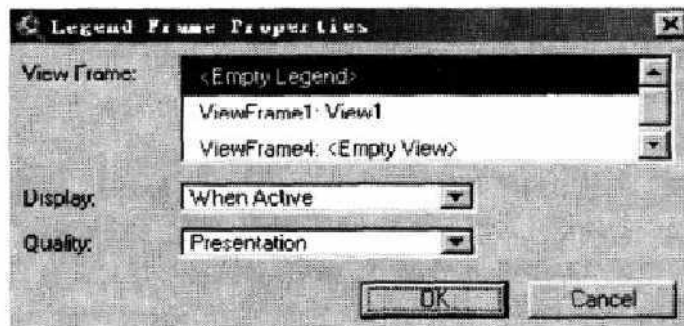 Legend Frame Properties
View Frame:
<Empty Legend>
ViewFrame1: View1
ViewFrame4: <Empty View>
Display:
When Active
Quality:
Presentation
OK
Cancel